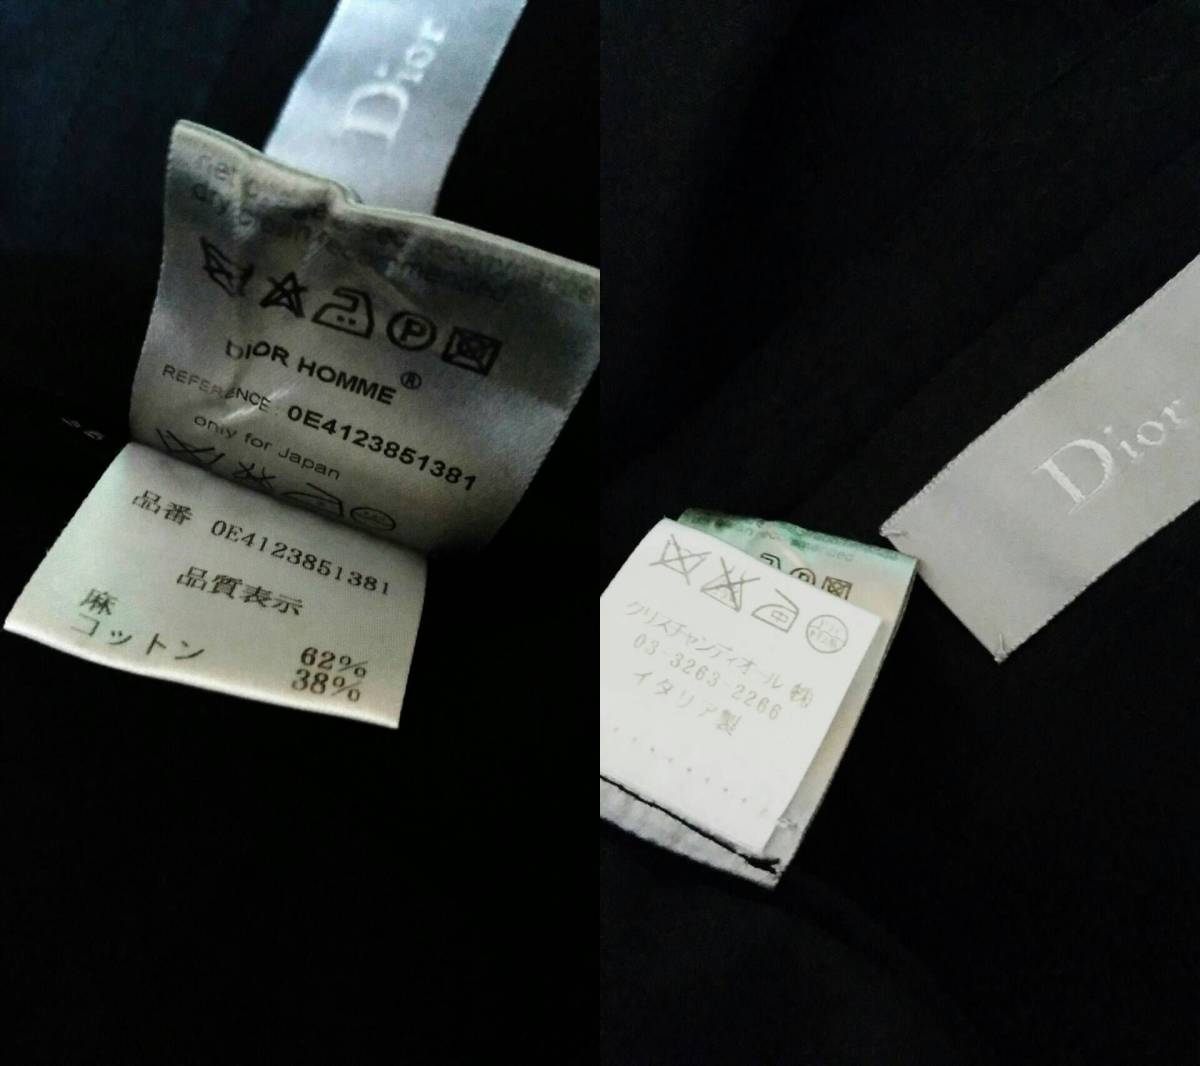 Dior
dry
DIOR HOMME®
REFERENCE: 0E4123851381
only for Japan
品番 0E4123851381
品質表示
麻 62%
コットン 38%
Dior
クリスチャンディオール㈱
03-3263-2266
イタリア製